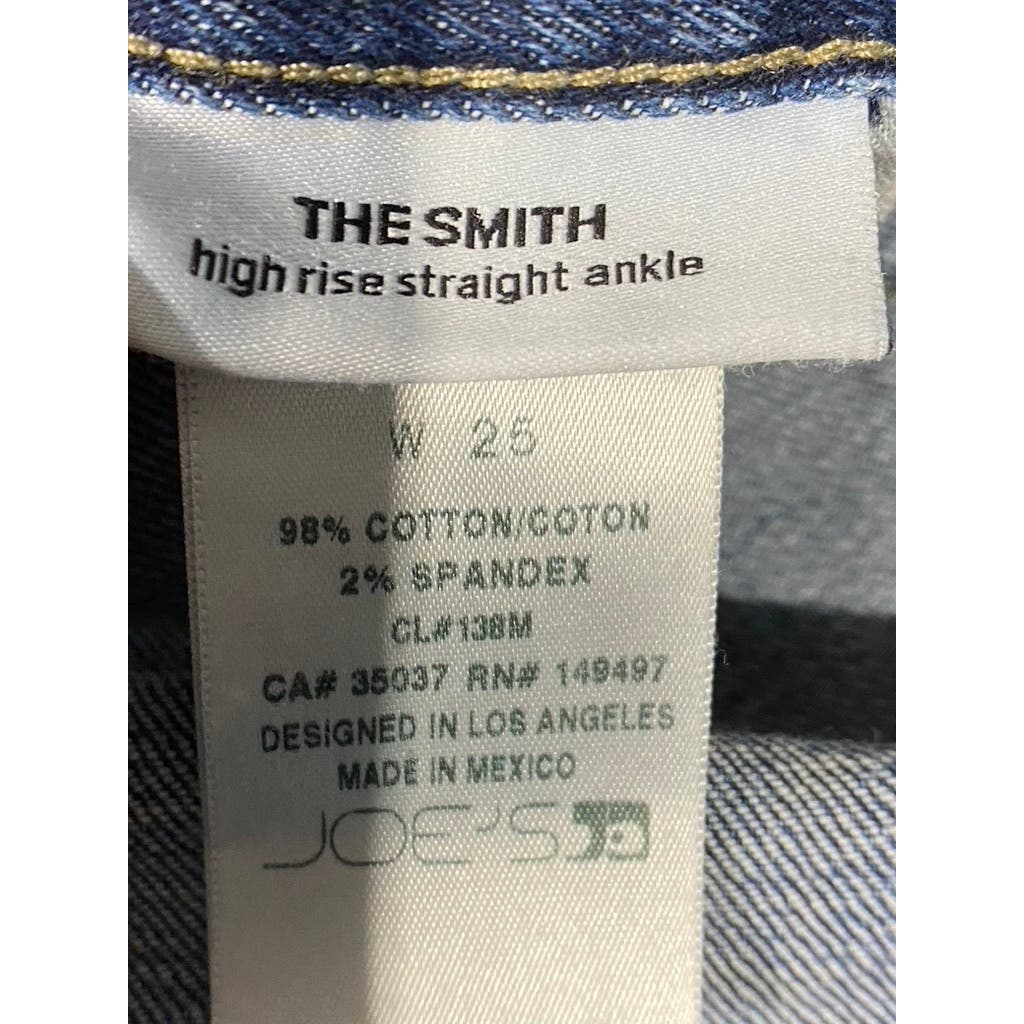 THE SMITH
high rise straight ankle
W 25
98% COTTON/COTON
2% SPANDEX
CL#138M
CA# 35037 RN# 149497
DESIGNED IN LOS ANGELES
MADE IN MEXICO
JOE'S